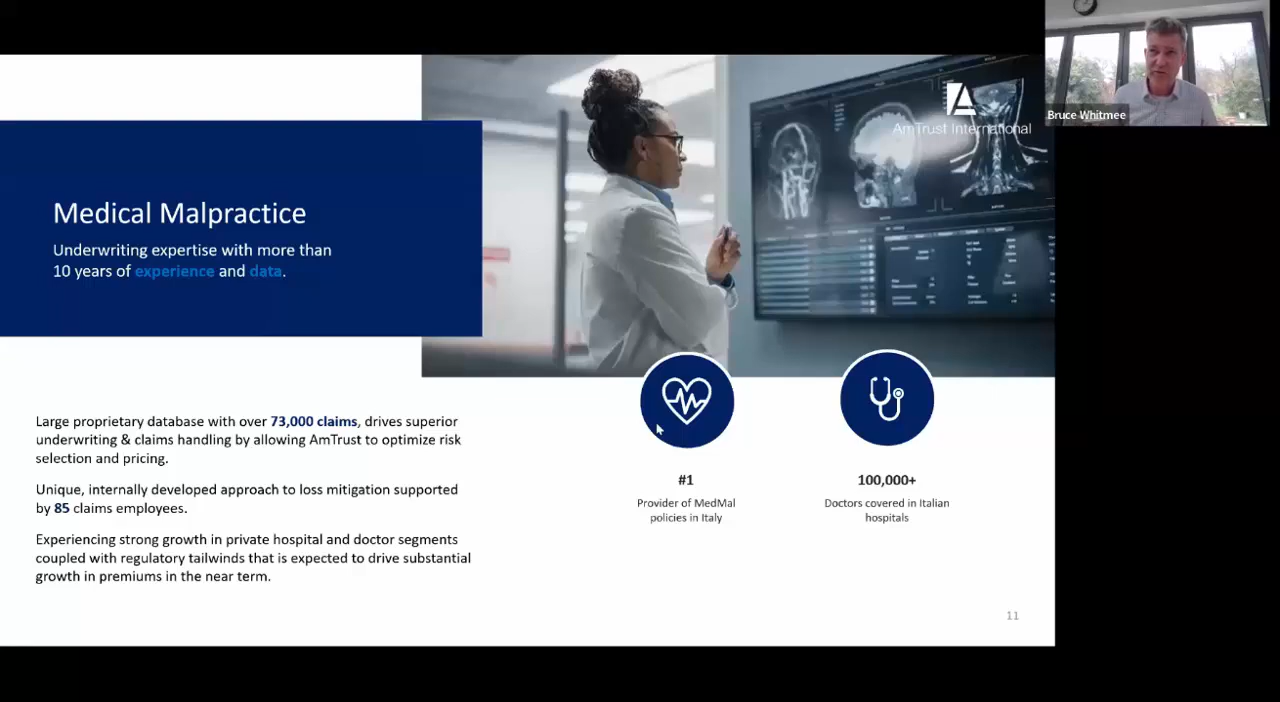 AmTrust International
Bruce Whitmee
Medical Malpractice
Underwriting expertise with more than
10 years of experience and data.
Large proprietary database with over 73,000 claims, drives superior
underwriting & claims handling by allowing AmTrust to optimize risk
selection and pricing.
Unique, internally developed approach to loss mitigation supported
by 85 claims employees.
Experiencing strong growth in private hospital and doctor segments
coupled with regulatory tailwinds that is expected to drive substantial
growth in premiums in the near term.
#1
Provider of MedMal
policies in Italy
100,000+
Doctors covered in Italian
hospitals
11